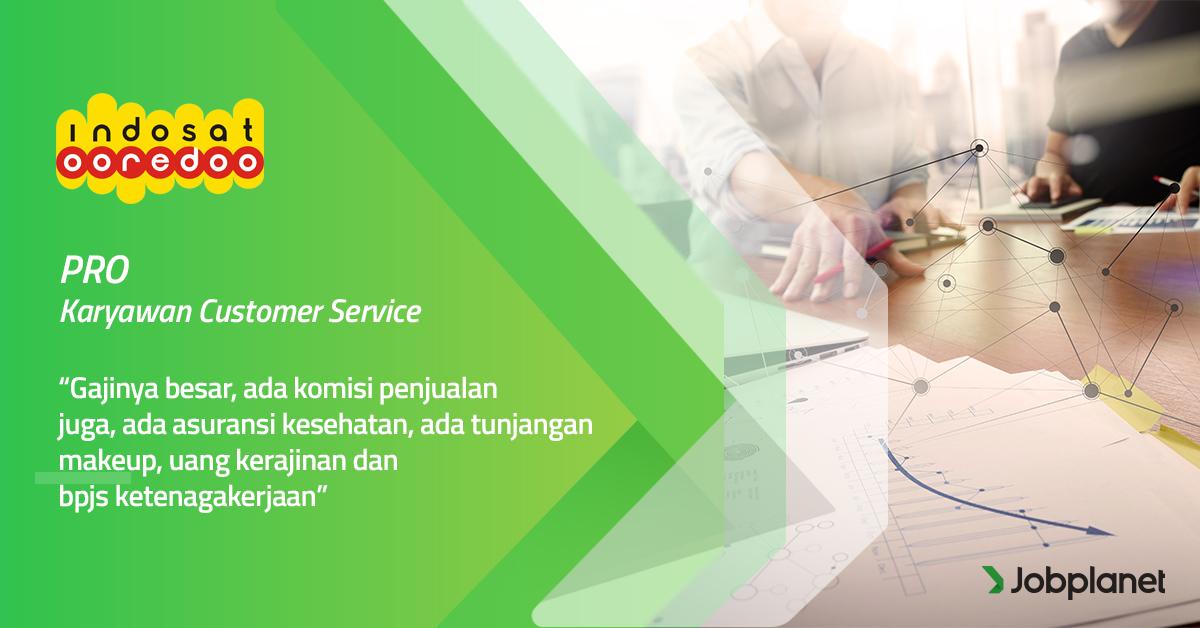 indosat
ooredoo
PRO
Karyawan Customer Service
“Gajinya besar, ada komisi penjualan
juga, ada asuransi kesehatan, ada tunjangan
makeup, uang kerajinan dan
bpjs ketenagakerjaan”
Jobplanet